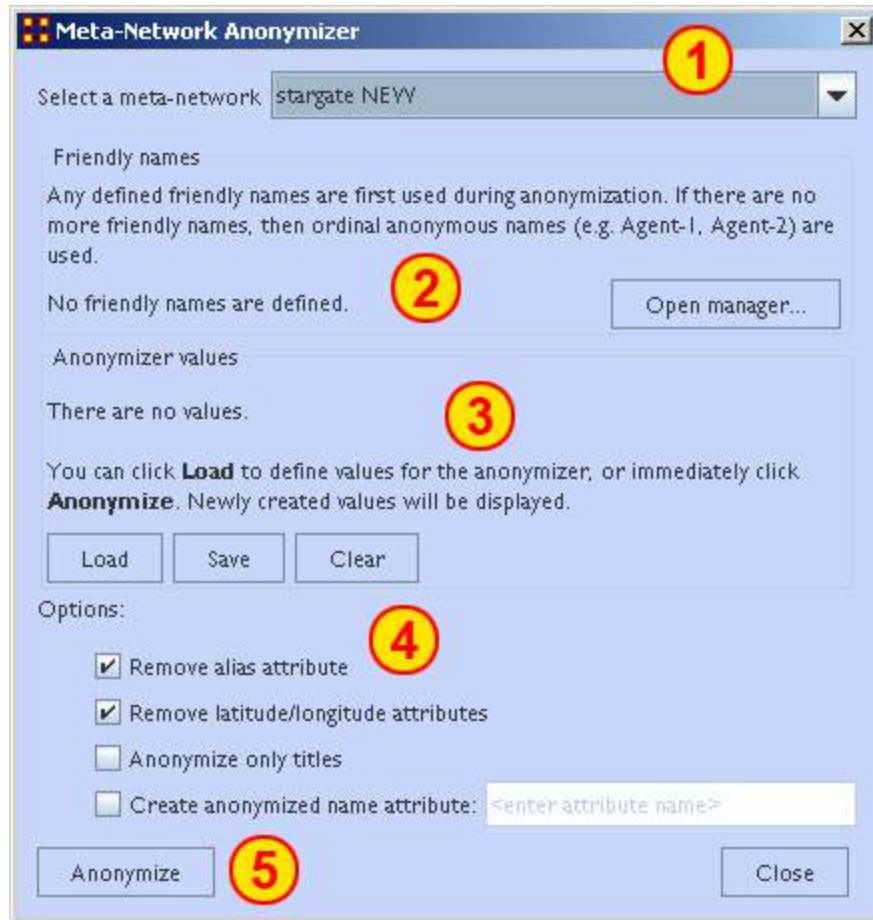 Meta-Network Anonymizer
1
Select a meta-network stargate NEW
Friendly names
Any defined friendly names are first used during anonymization. If there are no
more friendly names, then ordinal anonymous names (e.g. Agent-1, Agent-2) are
used.
2
No friendly names are defined. Open manager...
Anonymizer values
There are no values.
3
You can click Load to define values for the anonymizer, or immediately click
Anonymize. Newly created values will be displayed.
Load Save Clear
Options:
4
Remove alias attribute
Remove latitude/longitude attributes
Anonymize only titles
Create anonymized name attribute: <enter attribute name>
Anonymize 5 Close